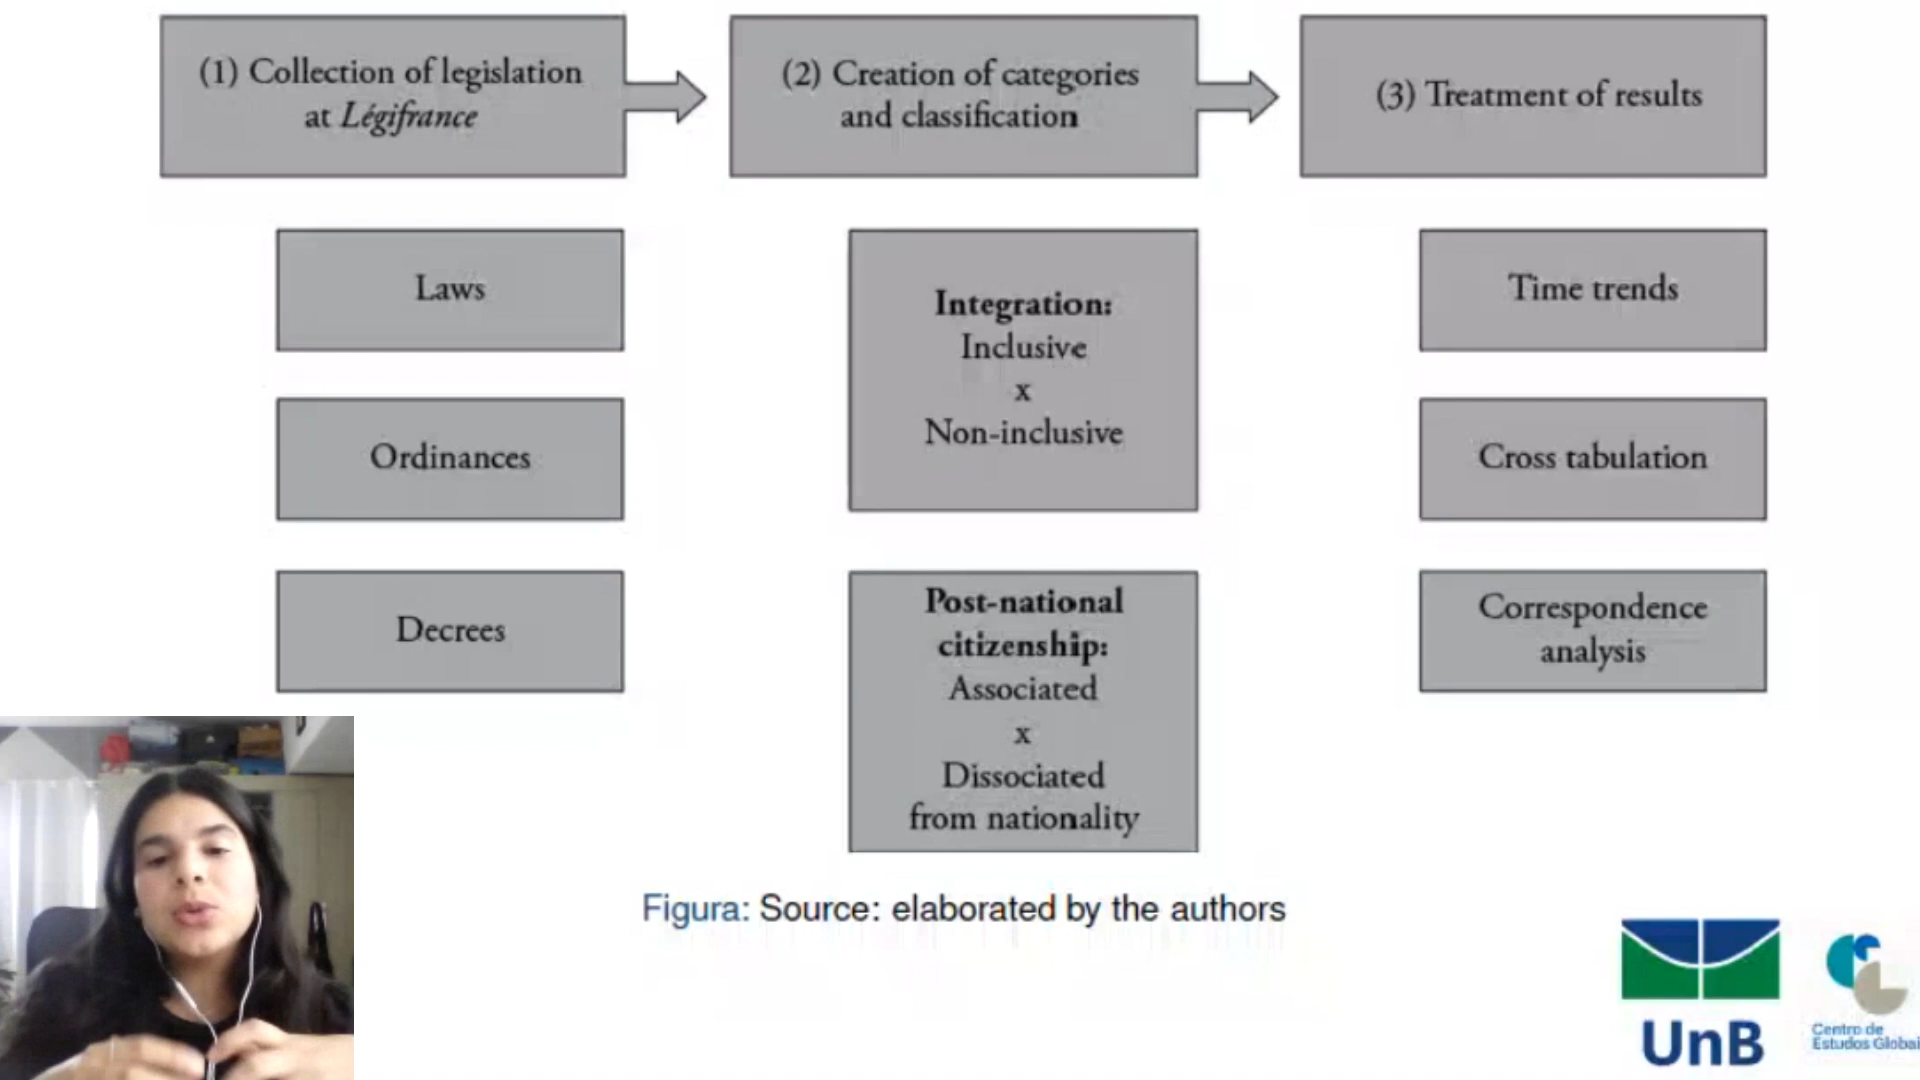 (1) Collection of legislation
at Légifrance
(2) Creation of categories
and classification
(3) Treatment of results
Laws
Ordinances
Decrees
Integration:
Inclusive
x
Non-inclusive
Post-national
citizenship:
Associated
x
Dissociated
from nationality
Time trends
Cross tabulation
Correspondence
analysis
Figura: Source: elaborated by the authors
UnB
Centro de
Estudos Globai